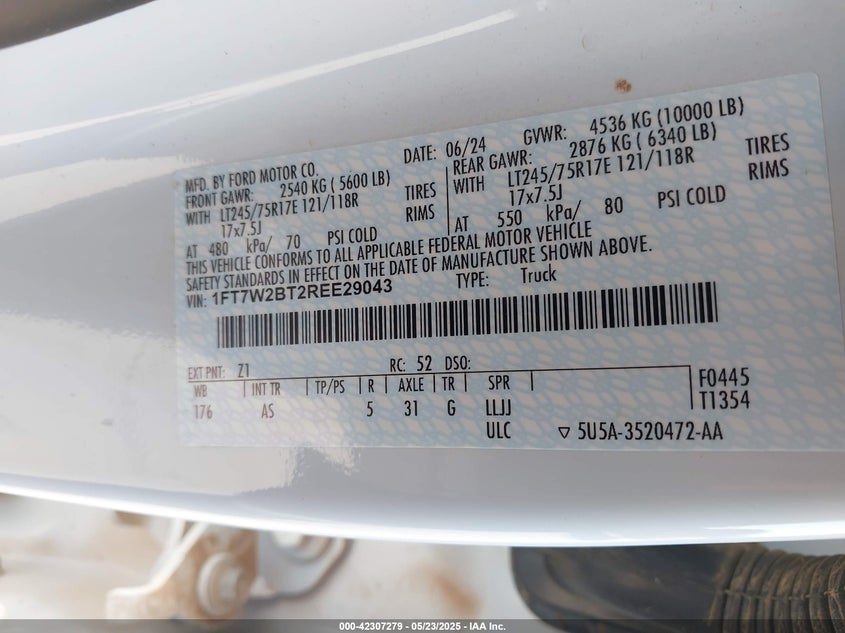 MFD. BY FORD MOTOR CO. DATE: 06/24 GVWR: 4536 KG (10000 LB)
FRONT GAWR: 2540 KG ( 5600 LB) REAR GAWR: 2876 KG ( 6340 LB)
WITH LT245/75R17E 121/118R TIRES WITH LT245/75R17E 121/118R TIRES
17x7.5J RIMS 17x7.5J RIMS
AT 480 kPa/ 70 PSI COLD AT 550 kPa/ 80 PSI COLD
THIS VEHICLE CONFORMS TO ALL APPLICABLE FEDERAL MOTOR VEHICLE
SAFETY STANDARDS IN EFFECT ON THE DATE OF MANUFACTURE SHOWN ABOVE.
VIN: 1FT7W2BT2REE29043 TYPE: Truck
EXT PNT: Z1 RC: 52 DSO:
WB INT TR TP/PS R AXLE TR SPR F0445
176 AS 5 31 G LLJJ T1354
ULC ▽ 5U5A-3520472-AA
000-42307279 - 05/23/2025 - IAA Inc.